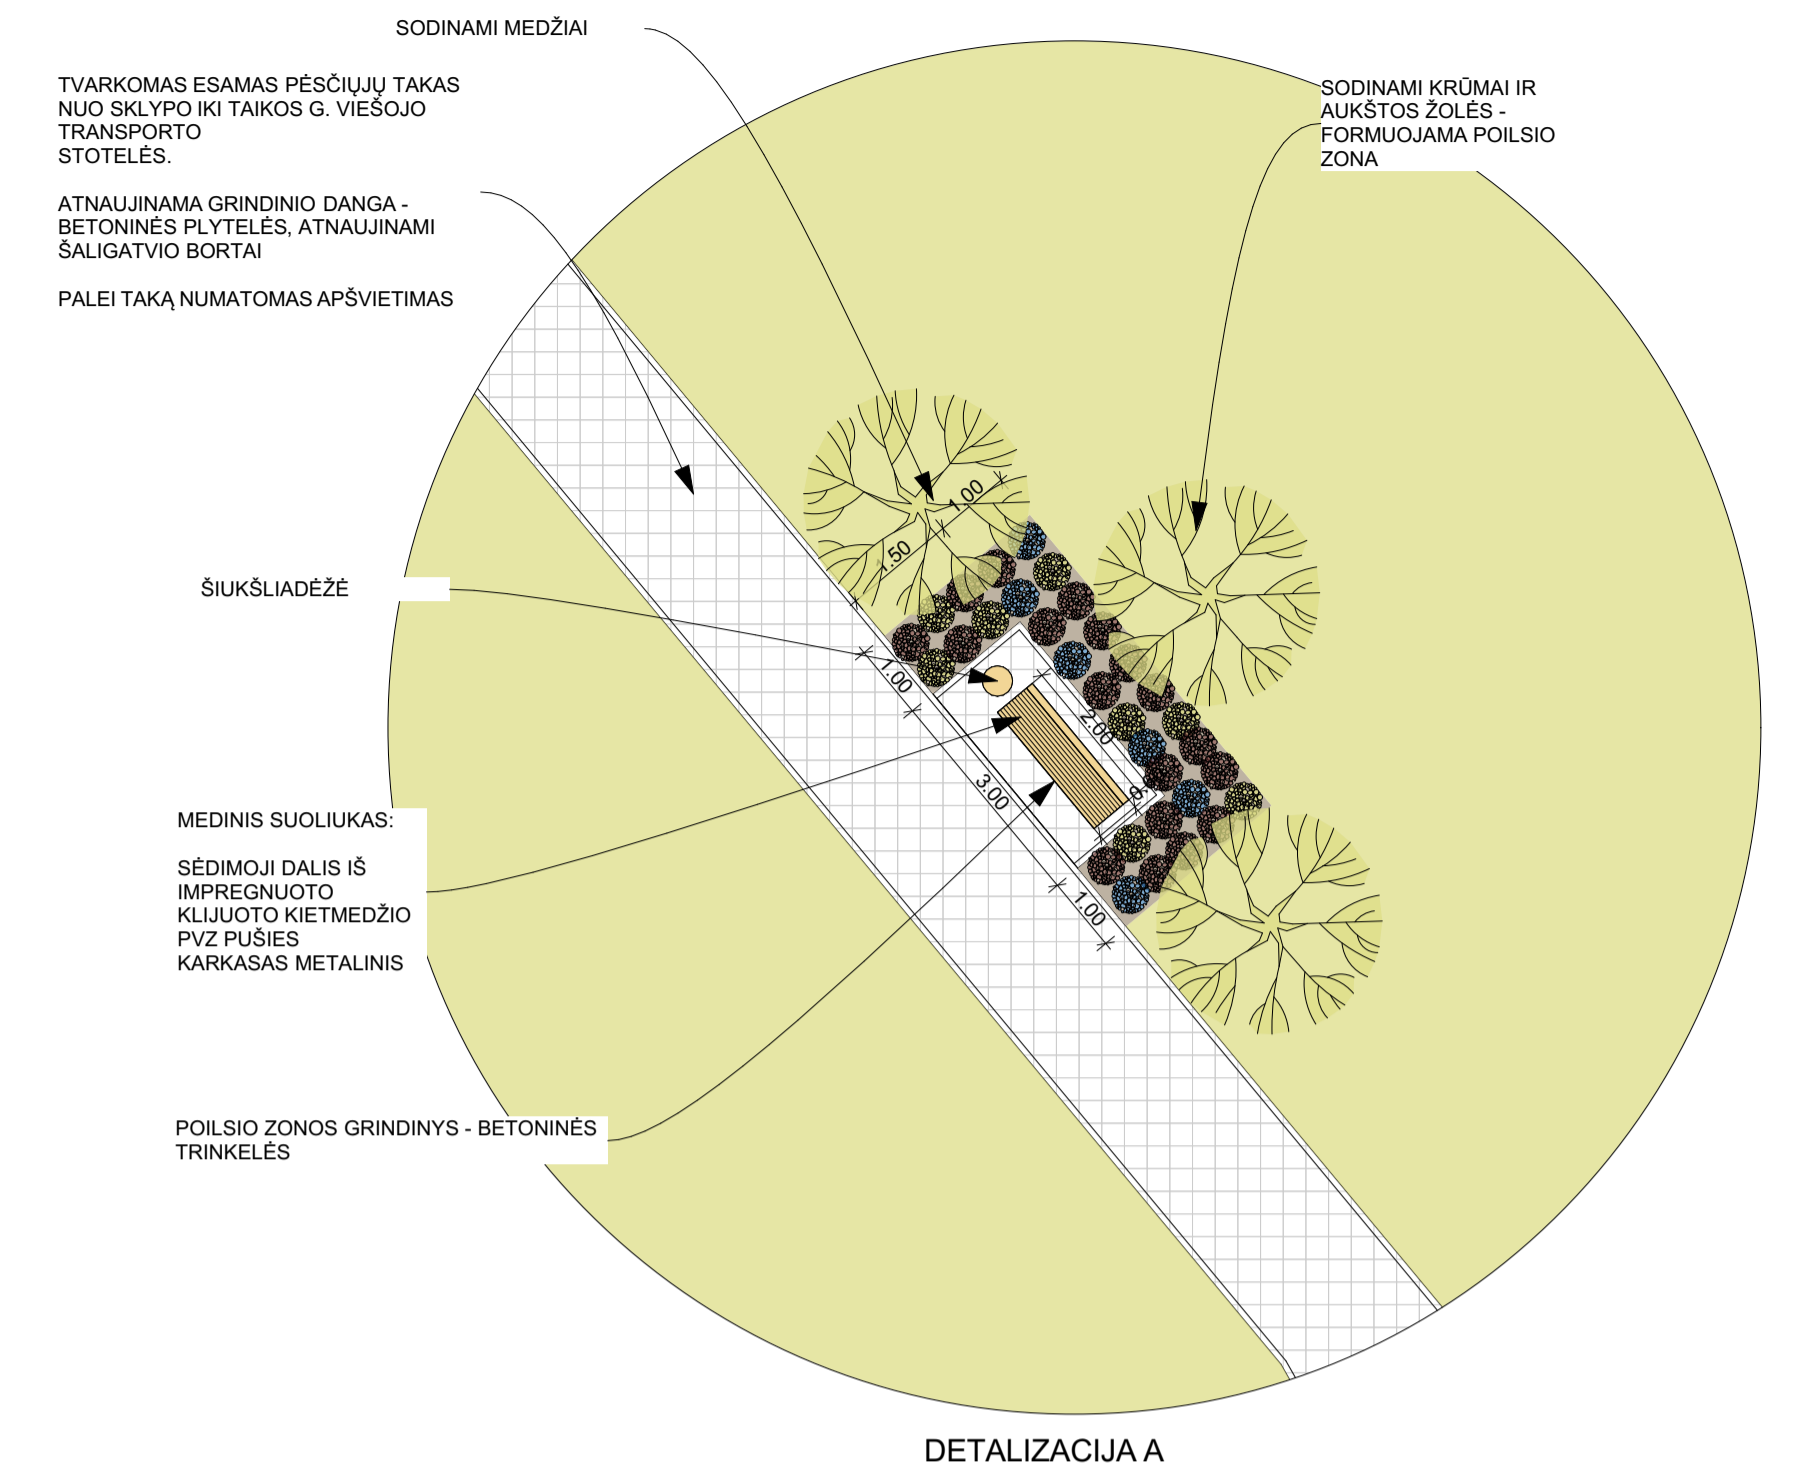 SODINAMI MEDŽIAI
TVARKOMAS ESAMAS PĖSČIŲJŲ TAKAS
NUO SKLYPO IKI TAIKOS G. VIEŠOJO
TRANSPORTO
STOTELĖS.
ATNAUJINAMA GRINDINIO DANGA -
BETONINĖS PLYTELĖS, ATNAUJINAMI
ŠALIGATVIO BORTAI
PALEI TAKĄ NUMATOMAS APŠVIETIMAS
SODINAMI KRŪMAI IR
AUKŠTOS ŽOLĖS -
FORMUOJAMA POILSIO
ZONA
1.00
1.50
ŠIUKŠLIADĖŽĖ
1.00
2.00
3.00
1.00
MEDINIS SUOLIUKAS:
SĖDIMOJI DALIS IŠ
IMPREGNUOTO
KLIJUOTO KIETMEDŽIO
PVZ PUŠIES
KARKASAS METALINIS
POILSIO ZONOS GRINDINYS - BETONINĖS
TRINKELĖS
DETALIZACIJA A